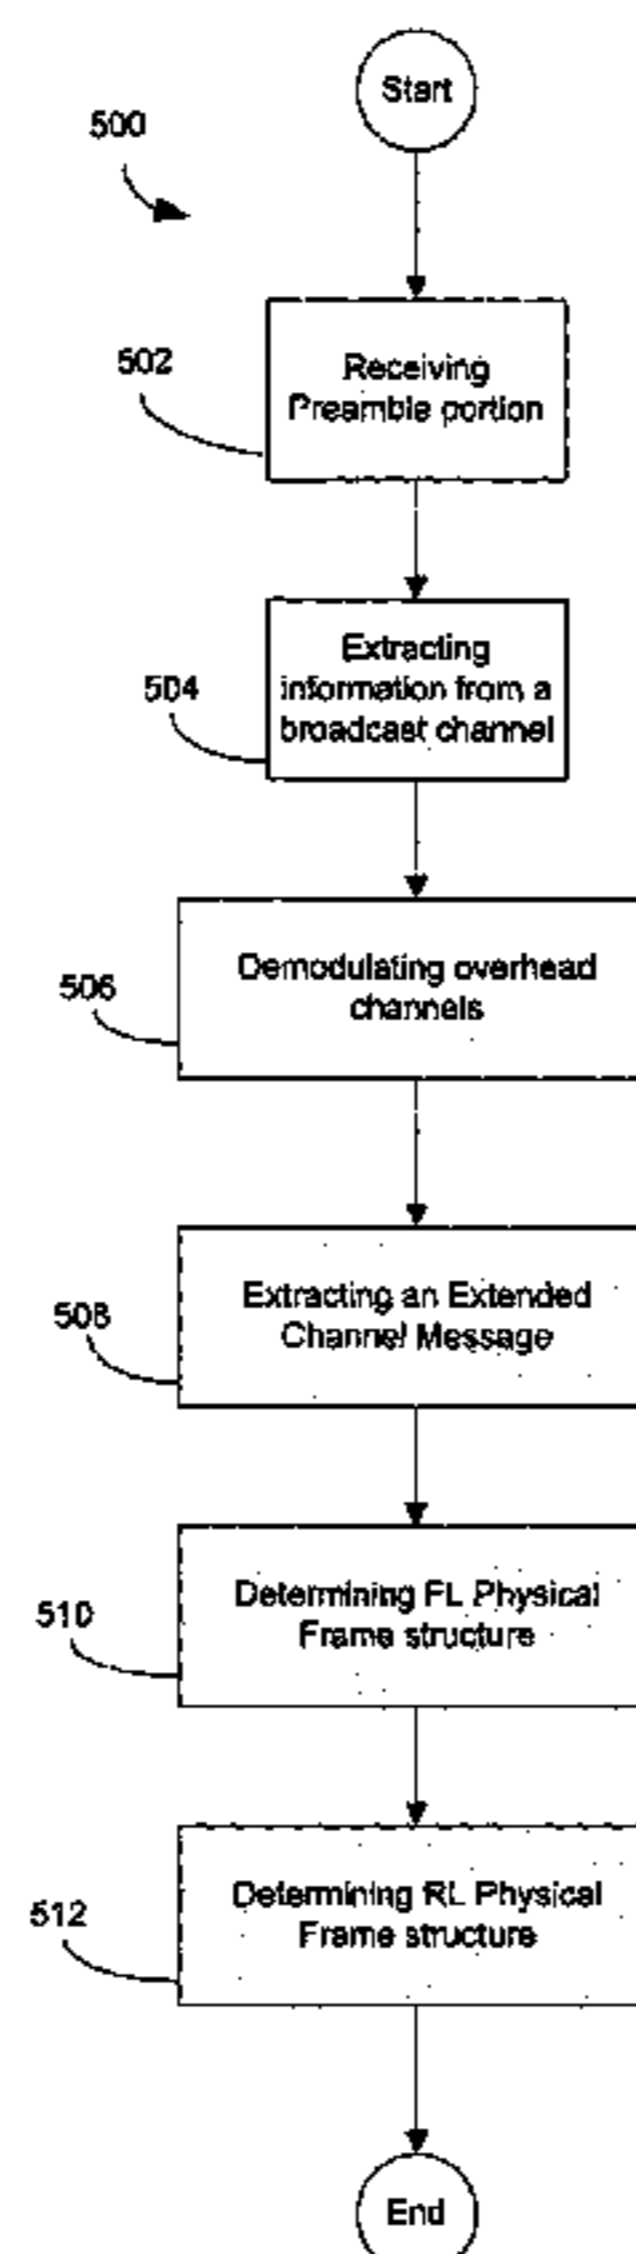 Start
500
502
Receiving
Preamble portion
504
Extracting
information from a
broadcast channel
506
Demodulating overhead
channels
508
Extracting an Extended
Channel Message
510
Determining FL Physical
Frame structure
512
Determining RL Physical
Frame structure
End